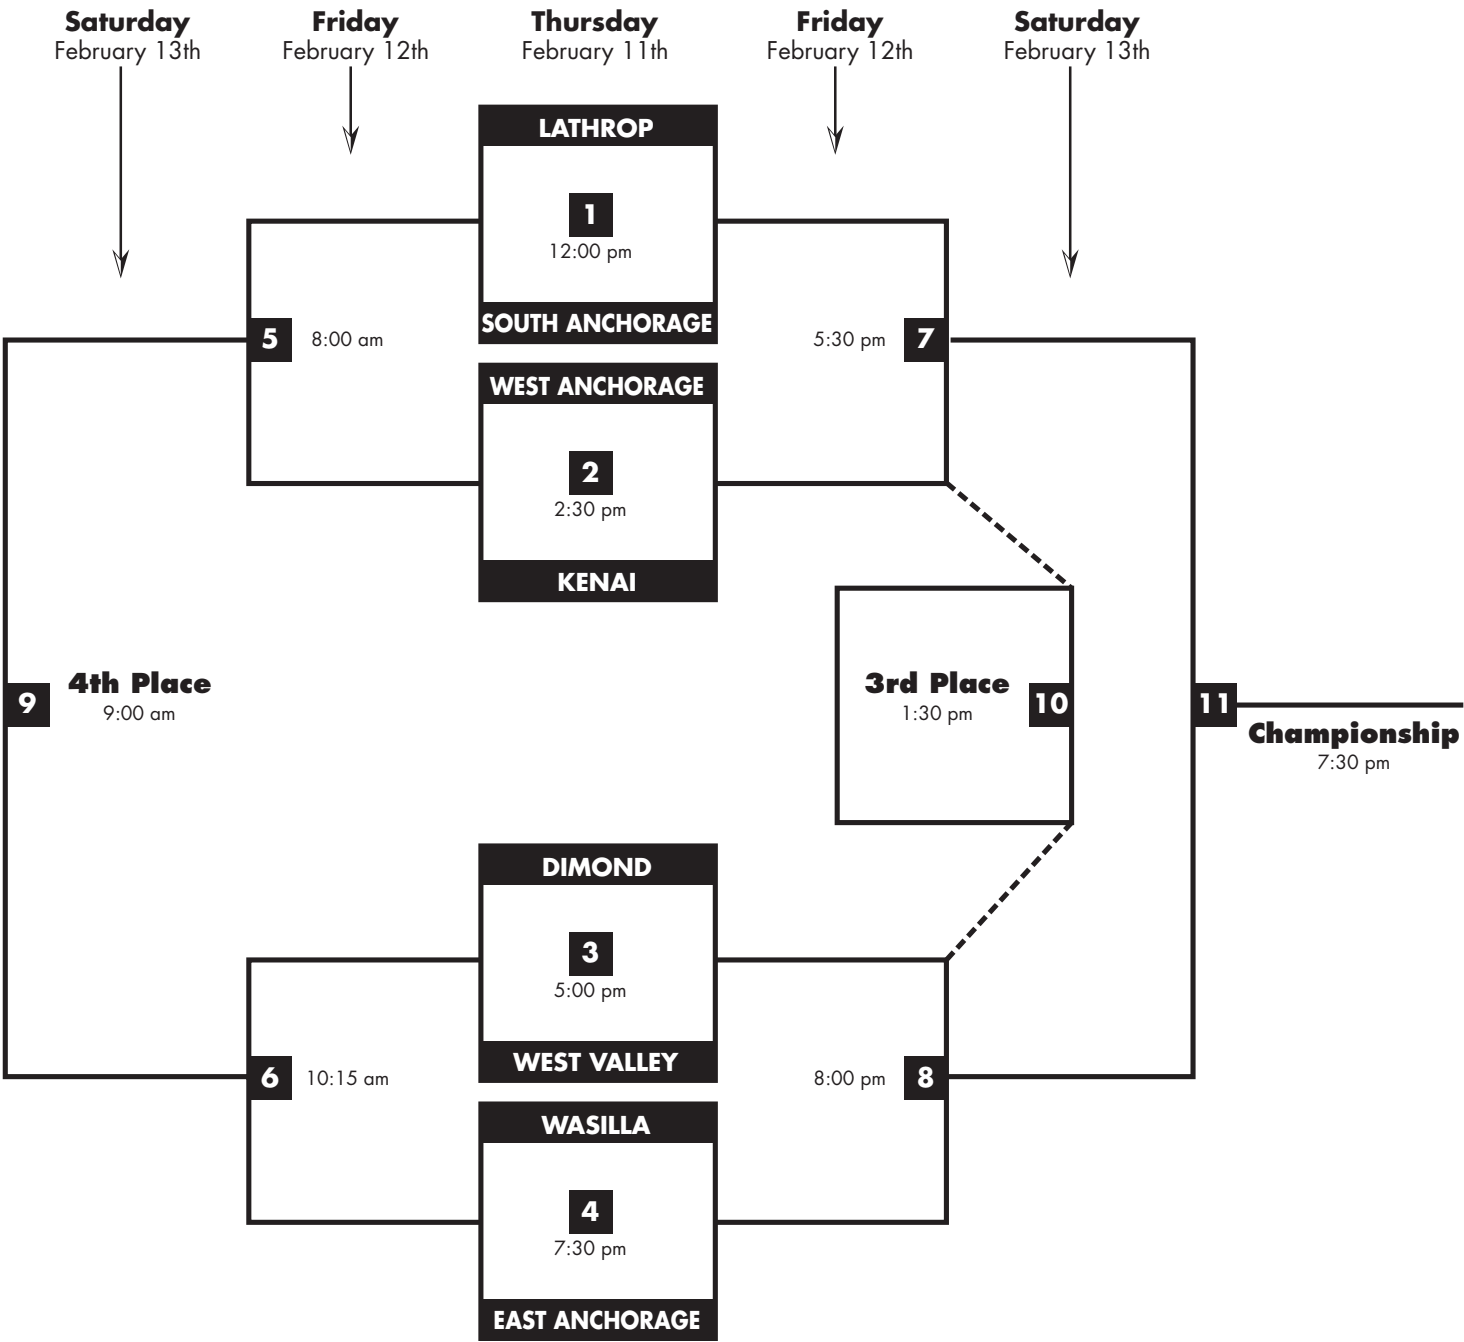 Saturday
February 13th
Friday
February 12th
Thursday
February 11th
Friday
February 12th
Saturday
February 13th
LATHROP
1
12:00 pm
SOUTH ANCHORAGE
5
8:00 am
5:30 pm
7
WEST ANCHORAGE
2
2:30 pm
KENAI
9
4th Place
9:00 am
3rd Place
1:30 pm
10
11
Championship
7:30 pm
DIMOND
3
5:00 pm
WEST VALLEY
6
10:15 am
8:00 pm
8
WASILLA
4
7:30 pm
EAST ANCHORAGE